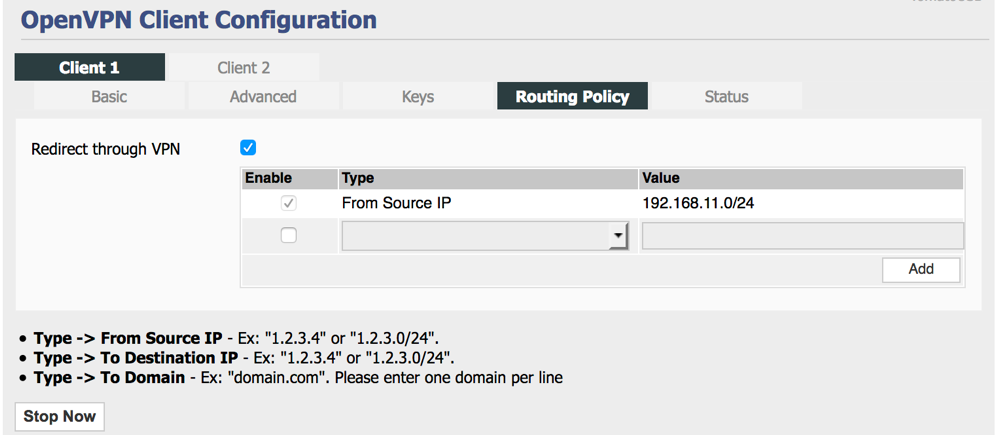 OpenVPN Client Configuration
Client 1 Client 2
Basic Advanced Keys Routing Policy Status
Redirect through VPN
Enable Type Value
From Source IP 192.168.11.0/24
Add
• Type -> From Source IP - Ex: "1.2.3.4" or "1.2.3.0/24".
• Type -> To Destination IP - Ex: "1.2.3.4" or "1.2.3.0/24".
• Type -> To Domain - Ex: "domain.com". Please enter one domain per line
Stop Now